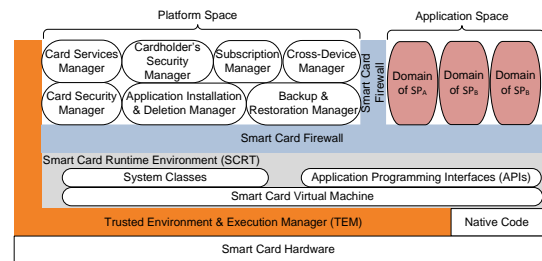 Platform Space
Application Space
Card Services
Manager
Cardholder's
Security
Manager
Subscription
Manager
Cross-Device
Manager
Card Security
Manager
Application Installation
& Deletion Manager
Backup &
Restoration Manager
Smart Card
Firewall
Domain
of SPA
Domain
of SPB
Domain
of SPB
Smart Card Firewall
Smart Card Runtime Environment (SCRT)
System Classes
Application Programming Interfaces (APIs)
Smart Card Virtual Machine
Trusted Environment & Execution Manager (TEM)
Native Code
Smart Card Hardware